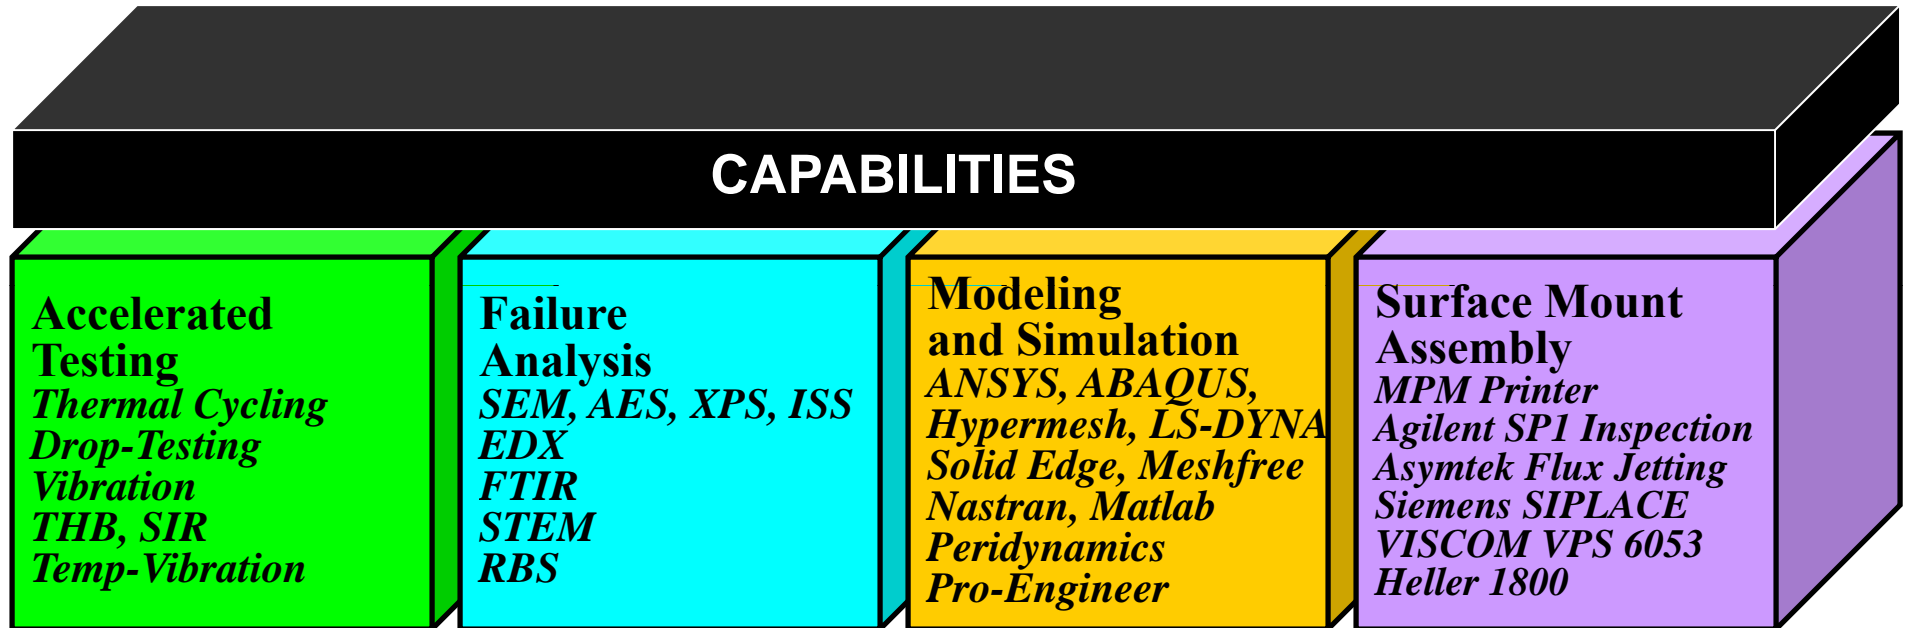 CAPABILITIES
Accelerated
Testing
Thermal Cycling
Drop-Testing
Vibration
THB, SIR
Temp-Vibration
Failure
Analysis
SEM, AES, XPS, ISS
EDX
FTIR
STEM
RBS
Modeling
and Simulation
ANSYS, ABAQUS,
Hypermesh, LS-DYNA
Solid Edge, Meshfree
Nastran, Matlab
Peridynamics
Pro-Engineer
Surface Mount
Assembly
MPM Printer
Agilent SP1 Inspection
Asymtek Flux Jetting
Siemens SIPLACE
VISCOM VPS 6053
Heller 1800